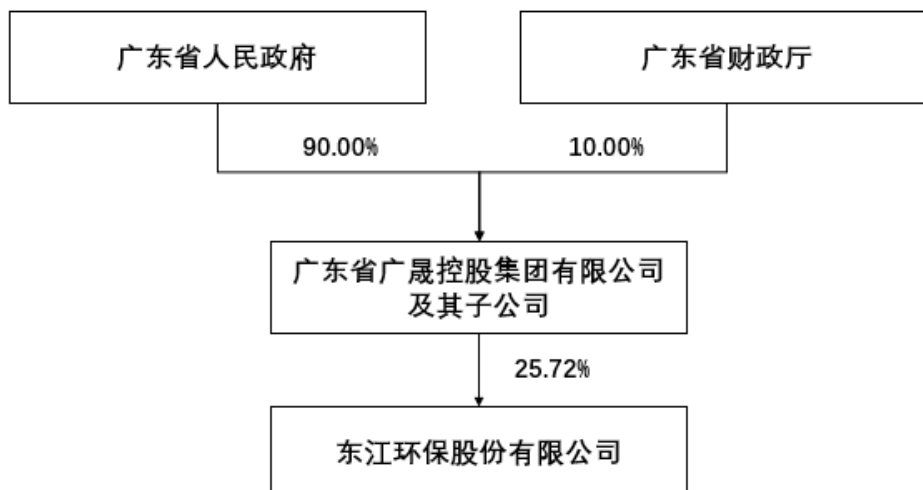 广东省人民政府
广东省财政厅
90.00%
10.00%
广东省广晟控股集团有限公司
及其子公司
25.72%
东江环保股份有限公司